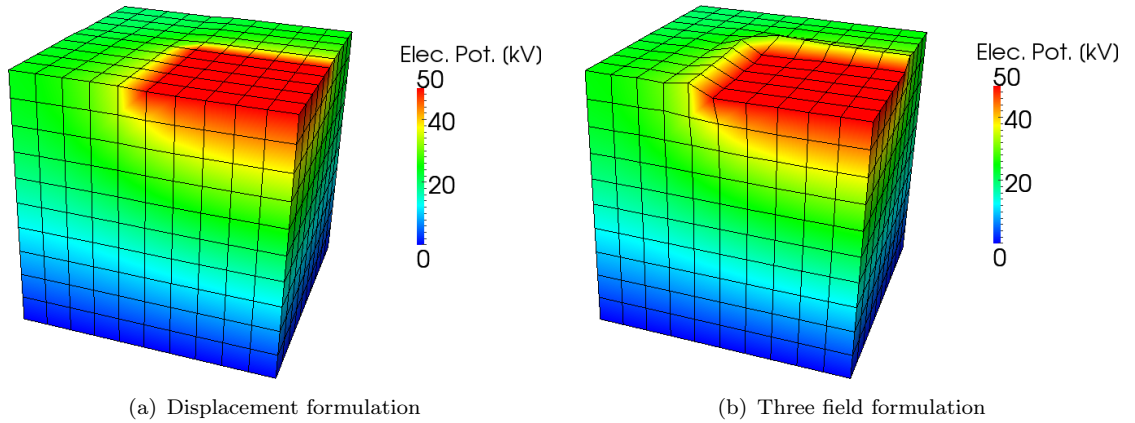 Elec. Pot. (kV)
50
40
20
0
Elec. Pot. (kV)
50
40
20
0
(a) Displacement formulation
(b) Three field formulation